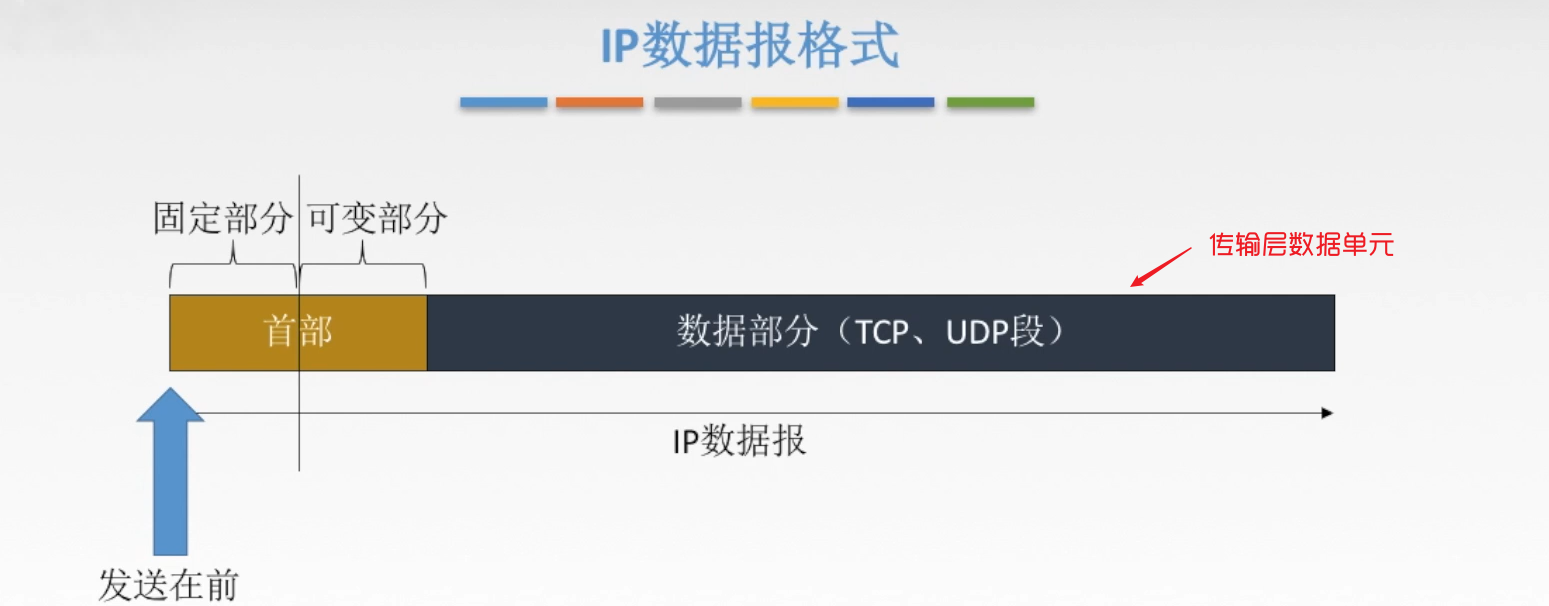 IP数据报格式
固定部分 可变部分
传输层数据单元
首部
数据部分（TCP、UDP段）
IP数据报
发送在前